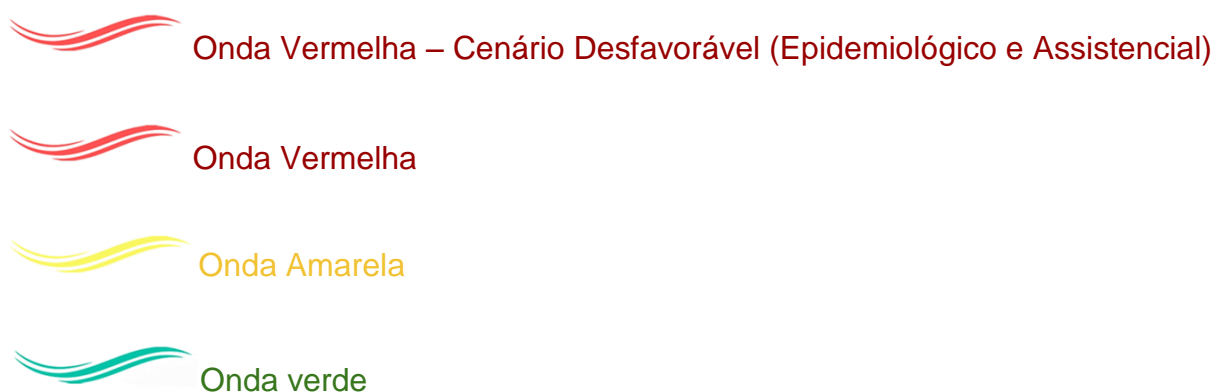 Onda Vermelha – Cenário Desfavorável (Epidemiológico e Assistencial)
Onda Vermelha
Onda Amarela
Onda verde